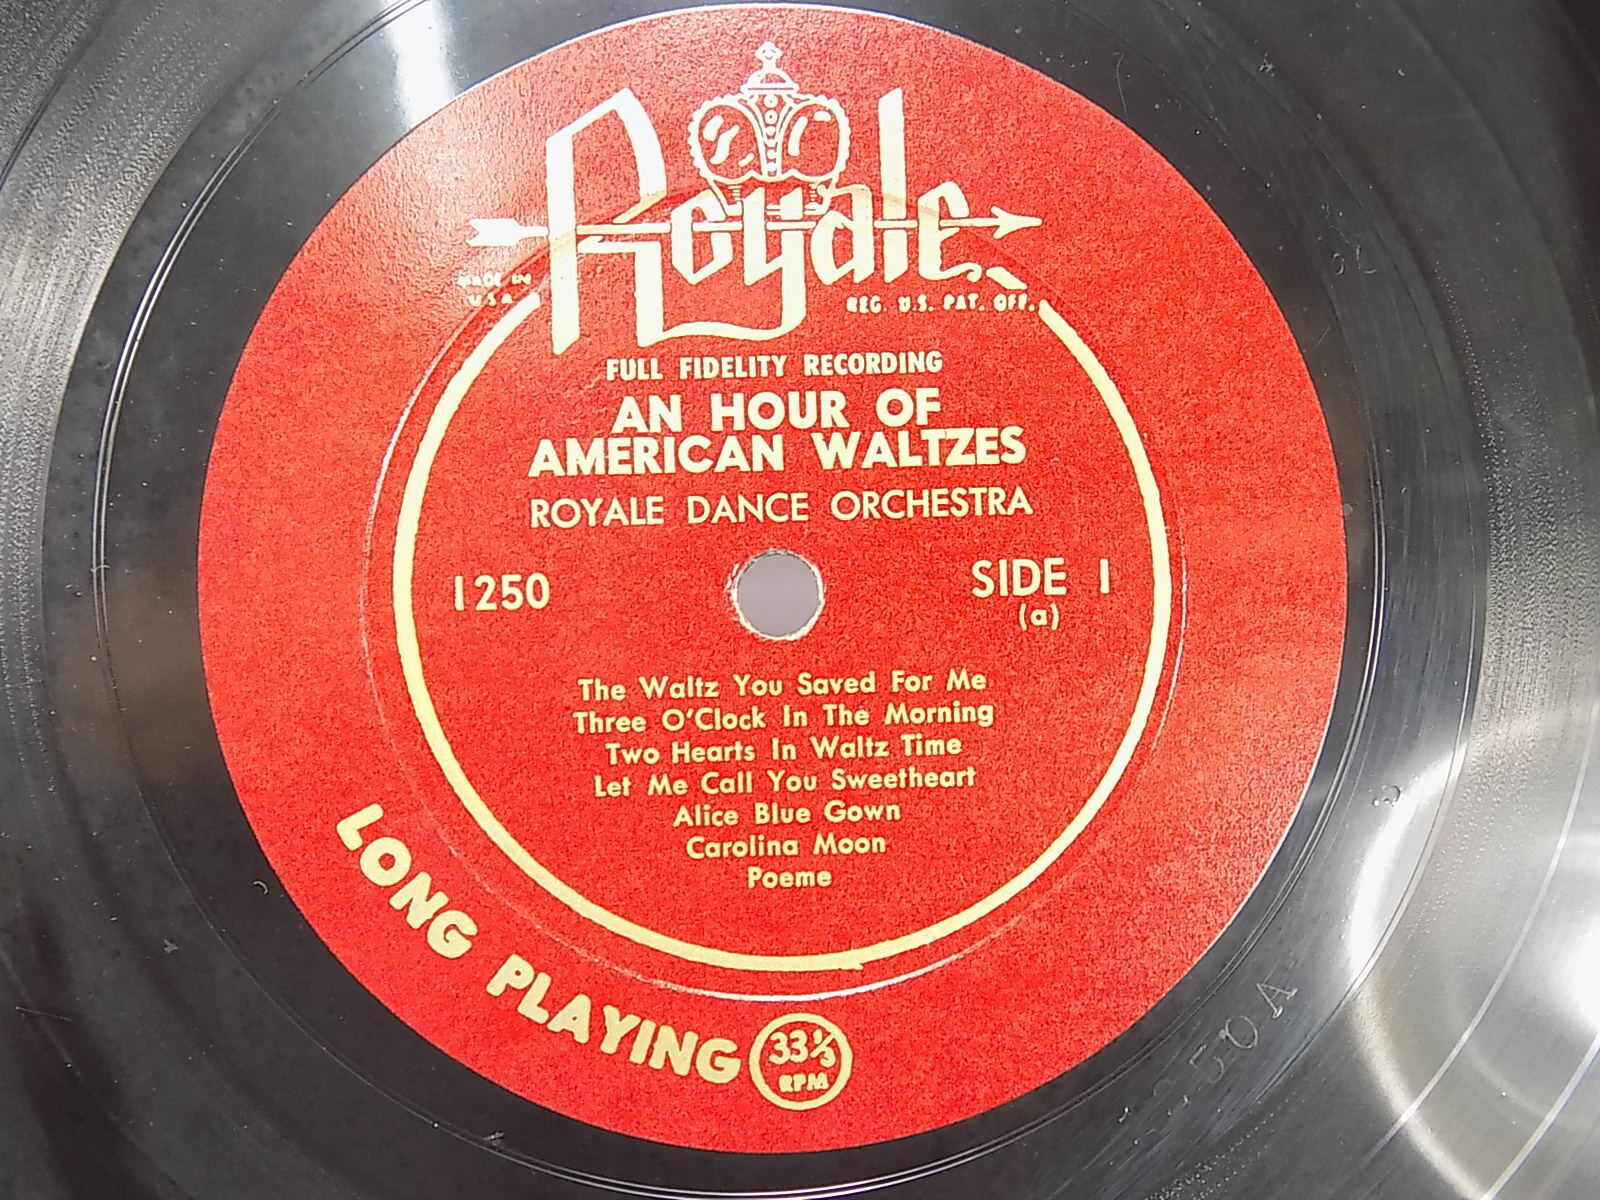 Royale
MADE IN
U.S.A.
REG. U.S. PAT. OFF.
FULL FIDELITY RECORDING
AN HOUR OF
AMERICAN WALTZES
ROYALE DANCE ORCHESTRA
1250
SIDE 1
(a)
The Waltz You Saved For Me
Three O'Clock In The Morning
Two Hearts In Waltz Time
Let Me Call You Sweetheart
Alice Blue Gown
Carolina Moon
Poeme
LONG PLAYING
33⅓
RPM